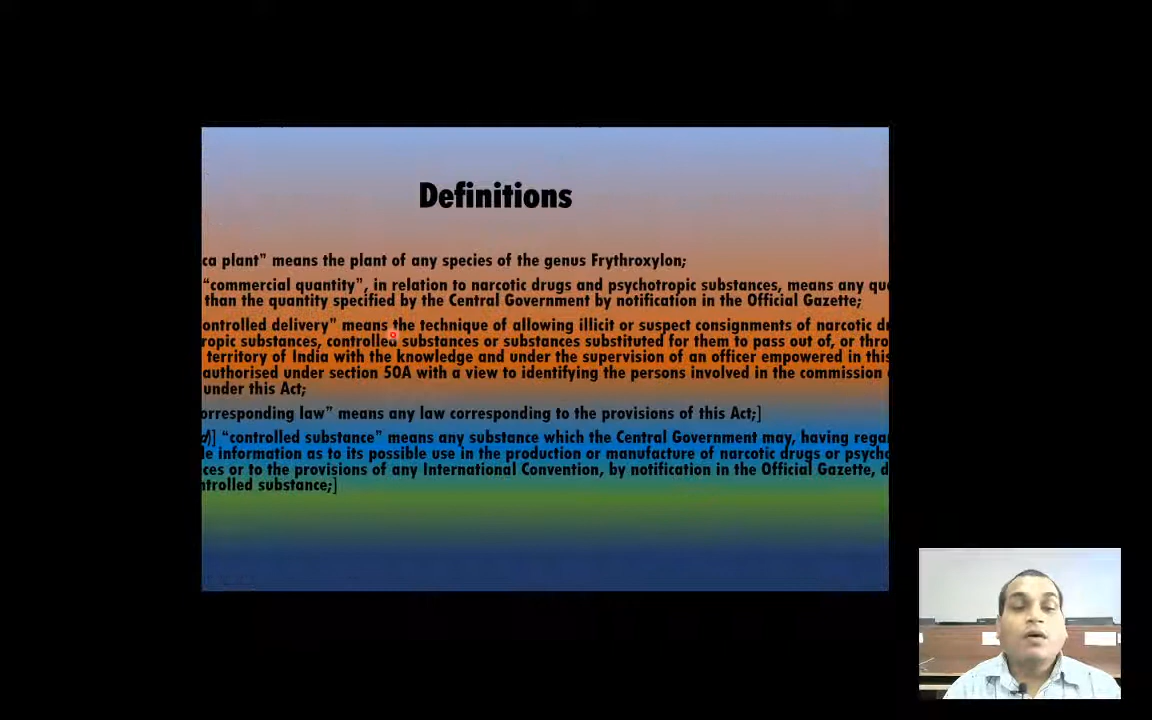 Definitions
ca plant" means the plant of any species of the genus Frythroxylon;
"commercial quantity", in relation to narcotic drugs and psychotropic substances, means any qu
than the quantity specified by the Central Government by notification in the Official Gazette;
ontrolled delivery" means the technique of allowing illicit or suspect consignments of narcotic d
ropic substances, controlled substances or substances substituted for them to pass out of, or thro
territory of India with the knowledge and under the supervision of an officer empowered in this
authorised under section 50A with a view to identifying the persons involved in the commission
under this Act;
orresponding law" means any law corresponding to the provisions of this Act;]
d)] "controlled substance" means any substance which the Central Government may, having regar
le information as to its possible use in the production or manufacture of narcotic drugs or psycho
ces or to the provisions of any International Convention, by notification in the Official Gazette, d
ntrolled substance;]